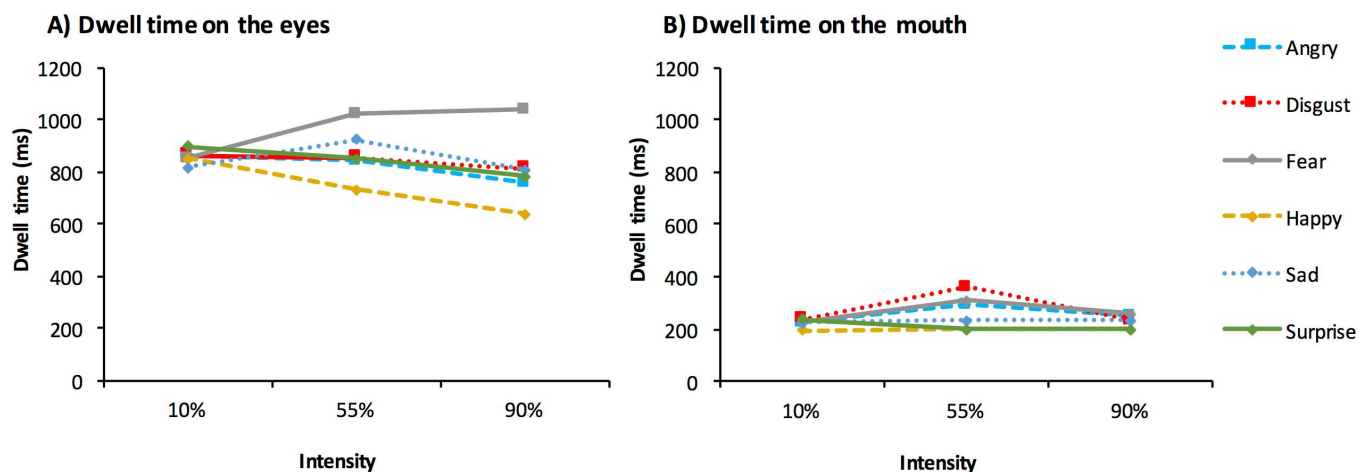 A) Dwell time on the eyes
Dwell time (ms)
1200
1000
800
600
400
200
0
10% 55% 90%
Intensity
B) Dwell time on the mouth
Dwell time (ms)
1200
1000
800
600
400
200
0
10% 55% 90%
Intensity
Angry
Disgust
Fear
Happy
Sad
Surprise